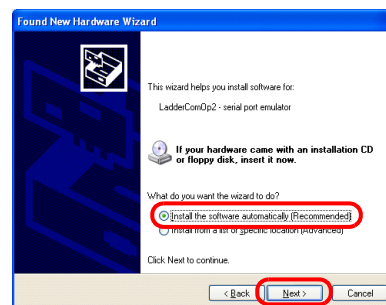 Found New Hardware Wizard
This wizard helps you install software for:
LadderComOp2 - serial port emulator
If your hardware came with an installation CD
or floppy disk, insert it now.
What do you want the wizard to do?
Install the software automatically (Recommended)
Install from a list or specific location (Advanced)
Click Next to continue.
< Back
Next >
Cancel